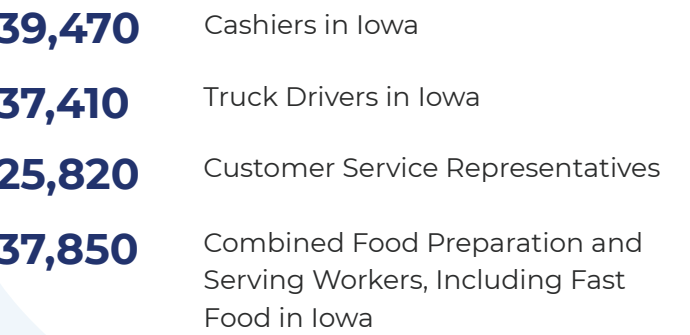 39,470 Cashiers in Iowa
37,410 Truck Drivers in Iowa
25,820 Customer Service Representatives
37,850 Combined Food Preparation and
Serving Workers, Including Fast
Food in Iowa